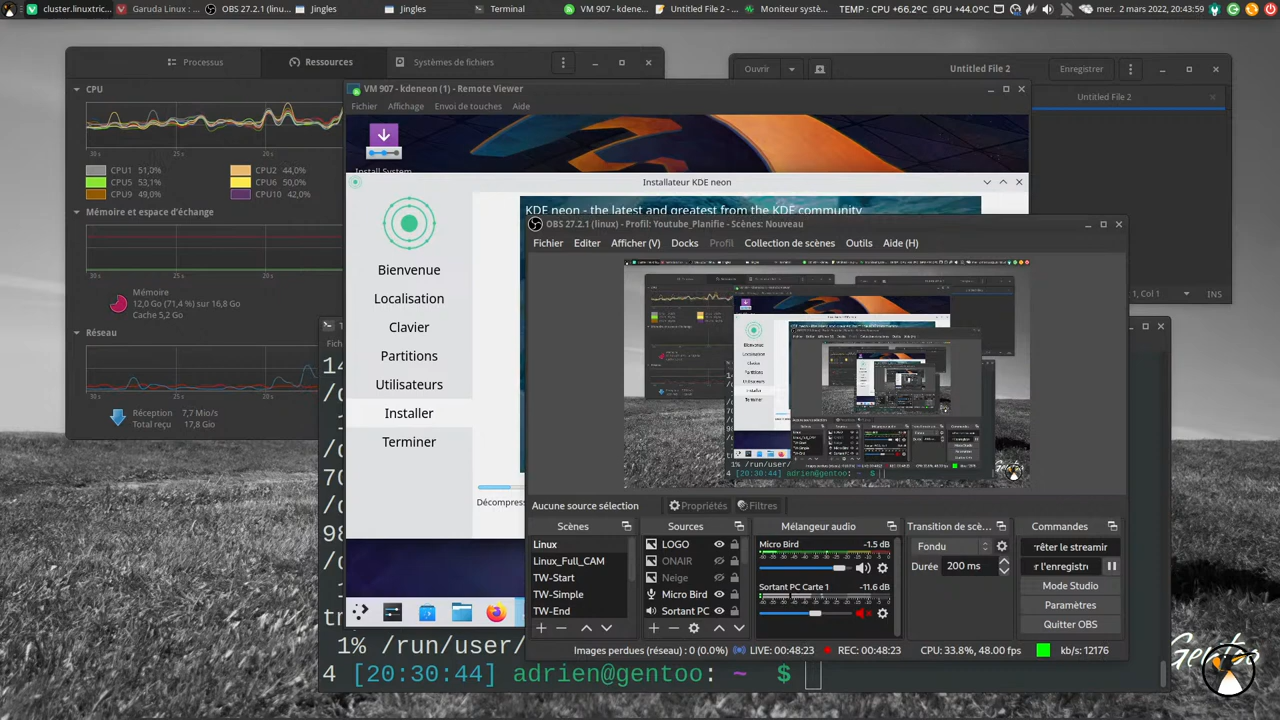 cluster.linuxtric...
Garuda Linux : ...
OBS 27.2.1 (linu...
Jingles
Jingles
Terminal
VM 907 - kdene...
Untitled File 2 - ...
Moniteur systè...
TEMP : CPU +66.2°C
GPU +44.0°C
mer. 2 mars 2022, 20:43:59
Processus
Ressources
Systèmes de fichiers
CPU
30 s
25 s
20s
CPU1 51,0%
CPU2 44,0%
CPU5 53,1%
CPU6 50,0%
CPU9 49,0%
CPU10 42,0%
Mémoire et espace d'échange
30 s
25 s
20s
Mémoire
12,0 Go (71,4 %) sur 16,8 Go
Cache 5,2 Go
Réseau
30 s
25 s
20s
Réception 7,7 Mio/s
Total reçu 17,8 Gio
Ouvrir
Untitled File 2
Enregistrer
Untitled File 2
, Col 1
INS
VM 907 - kdeneon (1) - Remote Viewer
Fichier Affichage Envoi de touches Aide
Install System
Installateur KDE neon
Bienvenue
Localisation
Clavier
Partitions
Utilisateurs
Installer
Terminer
KDE neon - the latest and greatest from the KDE community
Décompress
OBS 27.2.1 (linux) - Profil: Youtube_Planifie - Scènes: Nouveau
Fichier Editer Afficher (V) Docks Profil Collection de scènes Outils Aide (H)
Aucune source sélection
Propriétés
Filtres
Scènes
Linux
Linux_Full_CAM
TW-Start
TW-Simple
TW-End
Sources
LOGO
ONAIR
Neige
Micro Bird
Sortant PC
Mélangeur audio
Micro Bird -1.5 dB
Sortant PC Carte 1 -11.6 dB
Transition de scè...
Fondu
Durée 200 ms
Commandes
rêter le streamir
r l'enregistre
Mode Studio
Paramètres
Quitter OBS
Images perdues (réseau) : 0 (0.0%)
LIVE: 00:48:23
REC: 00:48:23
CPU: 33.8%, 48.00 fps
kb/s: 12176
1% /run/user/
4 [20:30:44] adrien@gentoo: ~ $
Gentoo